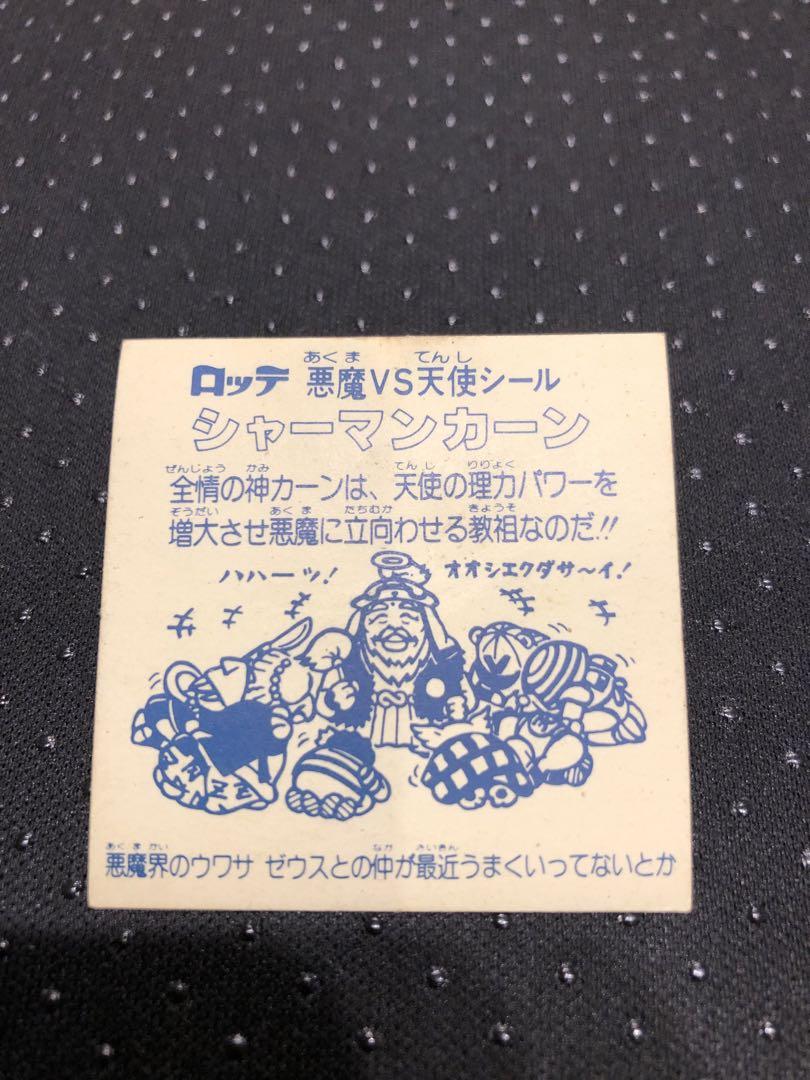 あくま てんし
ロッテ 悪魔VS天使シール
シャーマンカーン
ぜんじょう かみ てんし りりょく
全情の神カーンは、天使の理力パワーを
ぞうだい あくま たちむか きょうそ
増大させ悪魔に立向わせる教祖なのだ!!
ハハーッ! オオシエクダサ〜イ!
あくまかい なか さいきん
悪魔界のウワサ ゼウスとの仲が最近うまくいってないとか